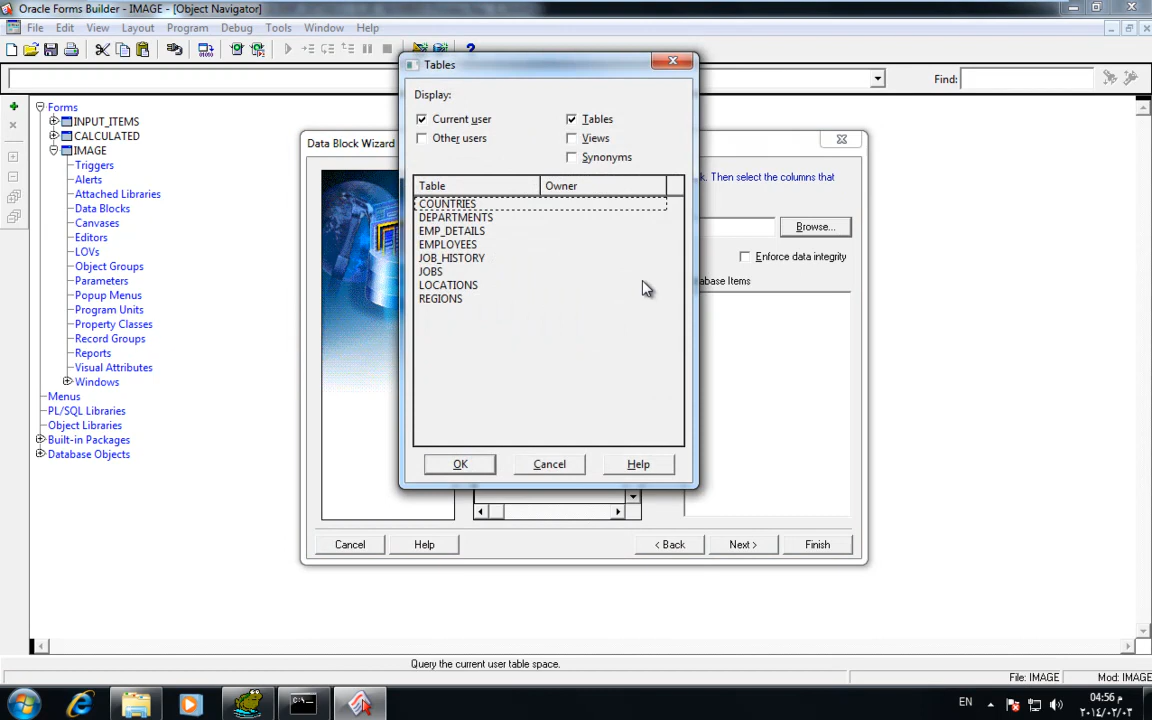 Oracle Forms Builder - IMAGE - [Object Navigator]
File Edit View Layout Program Debug Tools Window Help
Find:
Forms
INPUT_ITEMS
CALCULATED
IMAGE
Triggers
Alerts
Attached Libraries
Data Blocks
Canvases
Editors
LOVs
Object Groups
Parameters
Popup Menus
Program Units
Property Classes
Record Groups
Reports
Visual Attributes
Windows
Menus
PL/SQL Libraries
Object Libraries
Built-in Packages
Database Objects
Data Block Wizard
k. Then select the columns that
Browse...
Enforce data integrity
base Items
Cancel Help < Back Next > Finish
Tables
Display:
Current user Tables
Other users Views
Synonyms
Table Owner
COUNTRIES
DEPARTMENTS
EMP_DETAILS
EMPLOYEES
JOB_HISTORY
JOBS
LOCATIONS
REGIONS
OK Cancel Help
Query the current user table space.
File: IMAGE Mod: IMAGE
EN
04:56 م
٢٠١٤/٠٢/٠٣